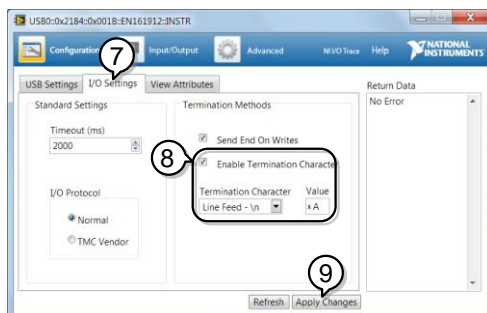 USB0::0x2184::0x001B::EN161912::INSTR
Configuration Input/Output Advanced NI I/O Trace Help NATIONAL INSTRUMENTS
7
USB Settings I/O Settings View Attributes
Return Data
No Error
Standard Settings
Timeout (ms)
2000
I/O Protocol
Normal
TMC Vendor
Termination Methods
Send End On Writes
8
Enable Termination Character
Termination Character Value
Line Feed - \n x A
9
Refresh Apply Changes